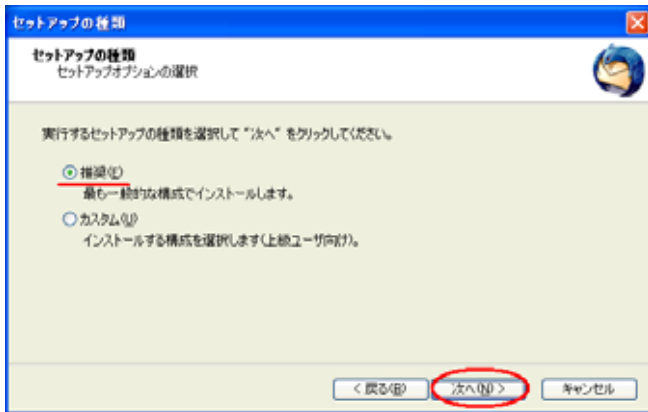 セットアップの種類
セットアップの種類
セットアップオプションの選択
実行するセットアップの種類を選択して "次へ" をクリックしてください。
推奨(E)
最も一般的な構成でインストールします。
カスタム(U)
インストールする構成を選択します(上級ユーザ向け)。
< 戻る(B)
次へ(N) >
キャンセル